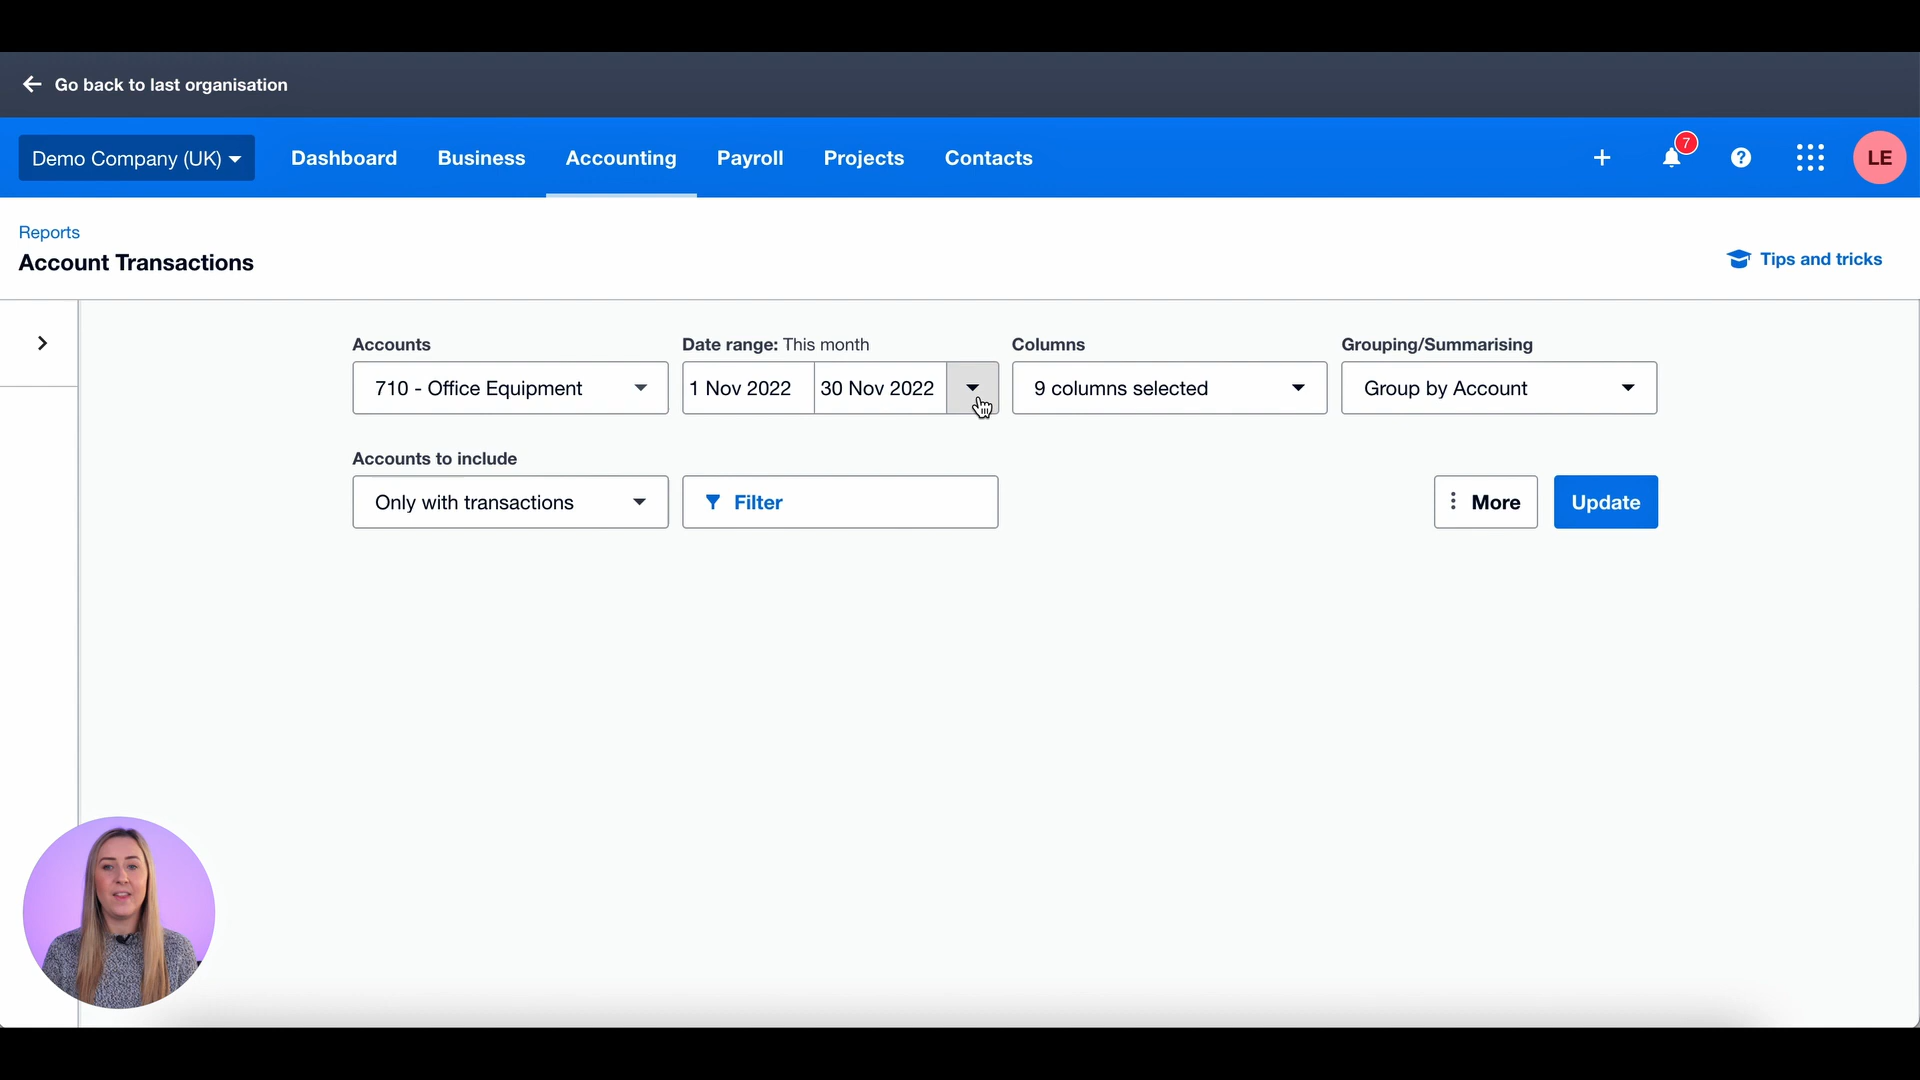 Go back to last organisation
Demo Company (UK) Dashboard Business Accounting Payroll Projects Contacts 7 ? LE
Reports
Account Transactions
Tips and tricks
Accounts Date range: This month Columns Grouping/Summarising
710 - Office Equipment 1 Nov 2022 30 Nov 2022 9 columns selected Group by Account
Accounts to include
Only with transactions Filter More Update